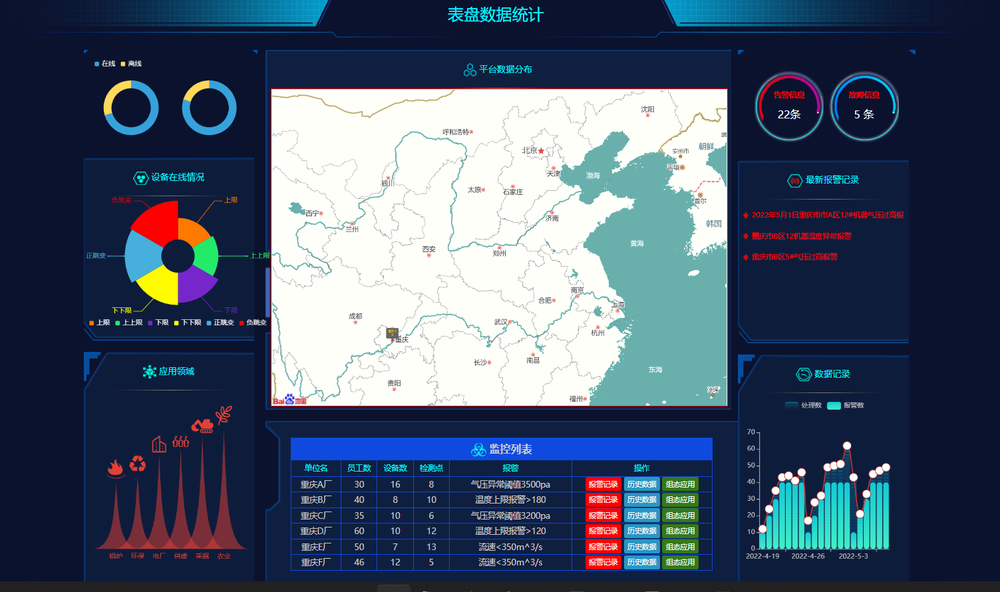 表盘数据统计
在线 离线
平台数据分布
告警信息
22条
故障信息
5 条
设备在线情况
负跳变
上限
正跳变
上上限
下下限
下限
上限 上上限 下限 下下限 正跳变 负跳变
沈阳
呼和浩特
北京
朝鲜
安州市
平壤
天津
渤海
银川
太原
石家庄
首尔
西宁
济南
韩国
兰州
黄海
西安
郑州
南京
合肥
上海
成都
武汉
杭州
重庆
南昌
长沙
东海
贵阳
福州
Bai 地图
最新报警记录
2022年5月1日重庆市市A区12#机器气压过高报
重庆市B区5#气压过高报警
应用领域
锅炉 环保 电厂 供暖 采掘 农业
监控列表
单位名 员工数 设备数 检测点 报警 操作
重庆A厂 30 16 8 气压异常阈值3500pa 报警记录 历史数据 组态应用
重庆B厂 40 8 10 温度上限报警>180 报警记录 历史数据 组态应用
重庆C厂 35 10 6 气压异常阈值3200pa 报警记录 历史数据 组态应用
重庆D厂 60 10 12 温度上限报警>120 报警记录 历史数据 组态应用
重庆E厂 50 7 13 流速<350m^3/s 报警记录 历史数据 组态应用
重庆F厂 46 12 5 流速<350m^3/s 报警记录 历史数据 组态应用
数据记录
处理数 报警数
70
60
50
40
30
20
10
0
2022-4-19 2022-4-26 2022-5-3